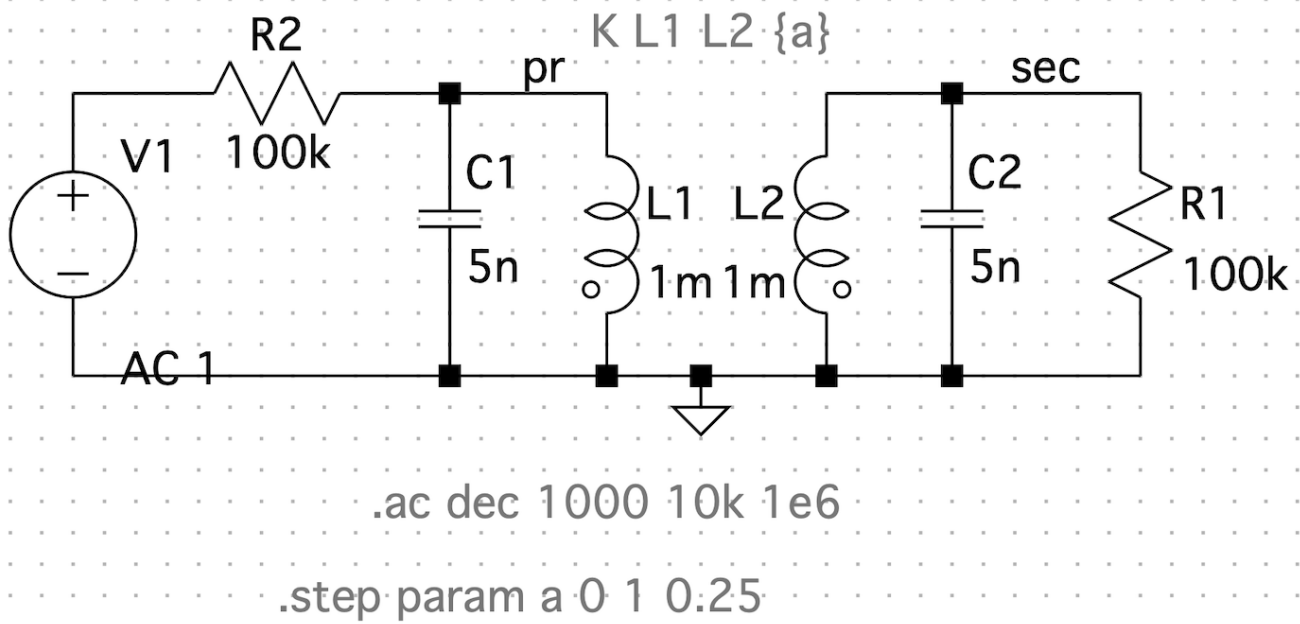 R2
K L1 L2 {a}
pr
sec
V1
100k
C1
C2
L1
L2
R1
5n
1m
1m
5n
100k
AC 1
.ac dec 1000 10k 1e6
.step param a 0 1 0.25